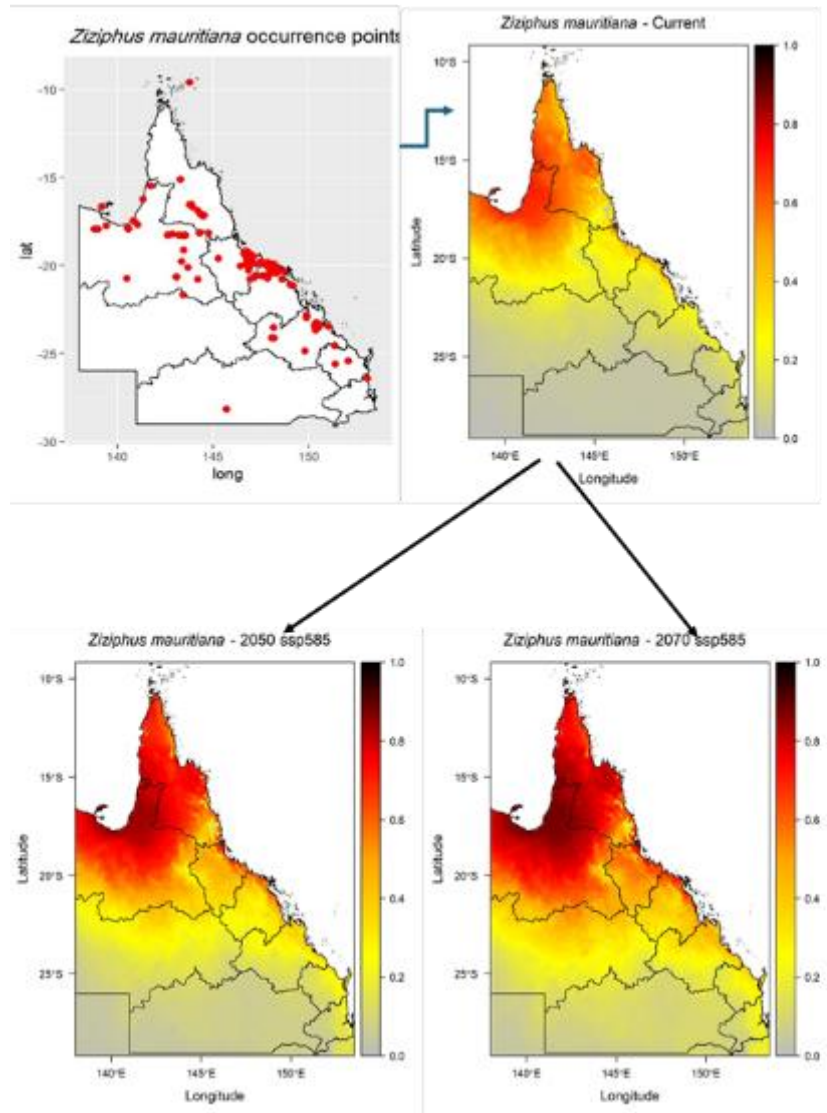 Ziziphus mauritiana occurrence points
-10
-15
-20
-25
-30
lat
140
145
150
long
Ziziphus mauritiana - Current
10°S
15°S
20°S
25°S
Latitude
140°E
145°E
150°E
Longitude
1.0
0.8
0.6
0.4
0.2
0.0
Ziziphus mauritiana - 2050 ssp585
10°S
15°S
20°S
25°S
Latitude
140°E
145°E
150°E
Longitude
1.0
0.8
0.6
0.4
0.2
0.0
Ziziphus mauritiana - 2070 ssp585
10°S
15°S
20°S
25°S
Latitude
140°E
145°E
150°E
Longitude
1.0
0.8
0.6
0.4
0.2
0.0